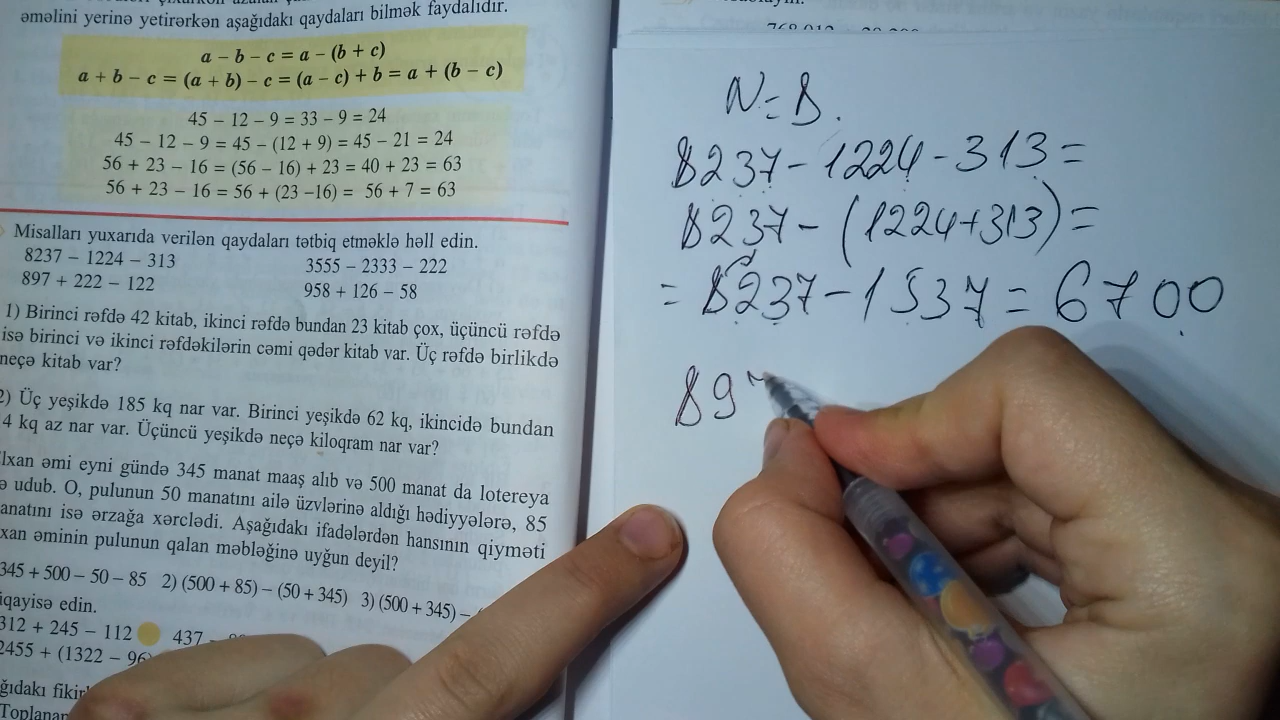 əməlini yerinə yetirərkən aşağıdakı qaydaları bilmək faydalıdır.
a − b − c = a − (b + c)
a + b − c = (a + b) − c = (a − c) + b = a + (b − c)
45 − 12 − 9 = 33 − 9 = 24
45 − 12 − 9 = 45 − (12 + 9) = 45 − 21 = 24
56 + 23 − 16 = (56 − 16) + 23 = 40 + 23 = 63
56 + 23 − 16 = 56 + (23 −16) = 56 + 7 = 63
Misalları yuxarıda verilən qaydaları tətbiq etməklə həll edin.
8237 − 1224 − 313 3555 − 2333 − 222
897 + 222 − 122 958 + 126 − 58
1) Birinci rəfdə 42 kitab, ikinci rəfdə bundan 23 kitab çox, üçüncü rəfdə
isə birinci və ikinci rəfdəkilərin cəmi qədər kitab var. Üç rəfdə birlikdə
neçə kitab var?
2) Üç yeşikdə 185 kq nar var. Birinci yeşikdə 62 kq, ikincidə bundan
4 kq az nar var. Üçüncü yeşikdə neçə kiloqram nar var?
lxan əmi eyni gündə 345 manat maaş alıb və 500 manat da lotereya
ə udub. O, pulunun 50 manatını ailə üzvlərinə aldığı hədiyyələrə, 85
anatını isə ərzağa xərclədi. Aşağıdakı ifadələrdən hansının qiyməti
xan əminin pulunun qalan məbləğinə uyğun deyil?
345 + 500 − 50 − 85 2) (500 + 85) − (50 + 345) 3) (500 + 345) −
üqayisə edin.
312 + 245 − 112 437 −
2455 + (1322 − 96)
ğıdakı fikirl
Toplanan
N=8.
8237-1224-313=
8237-(1224+313)=
=8237-1537=6700
897